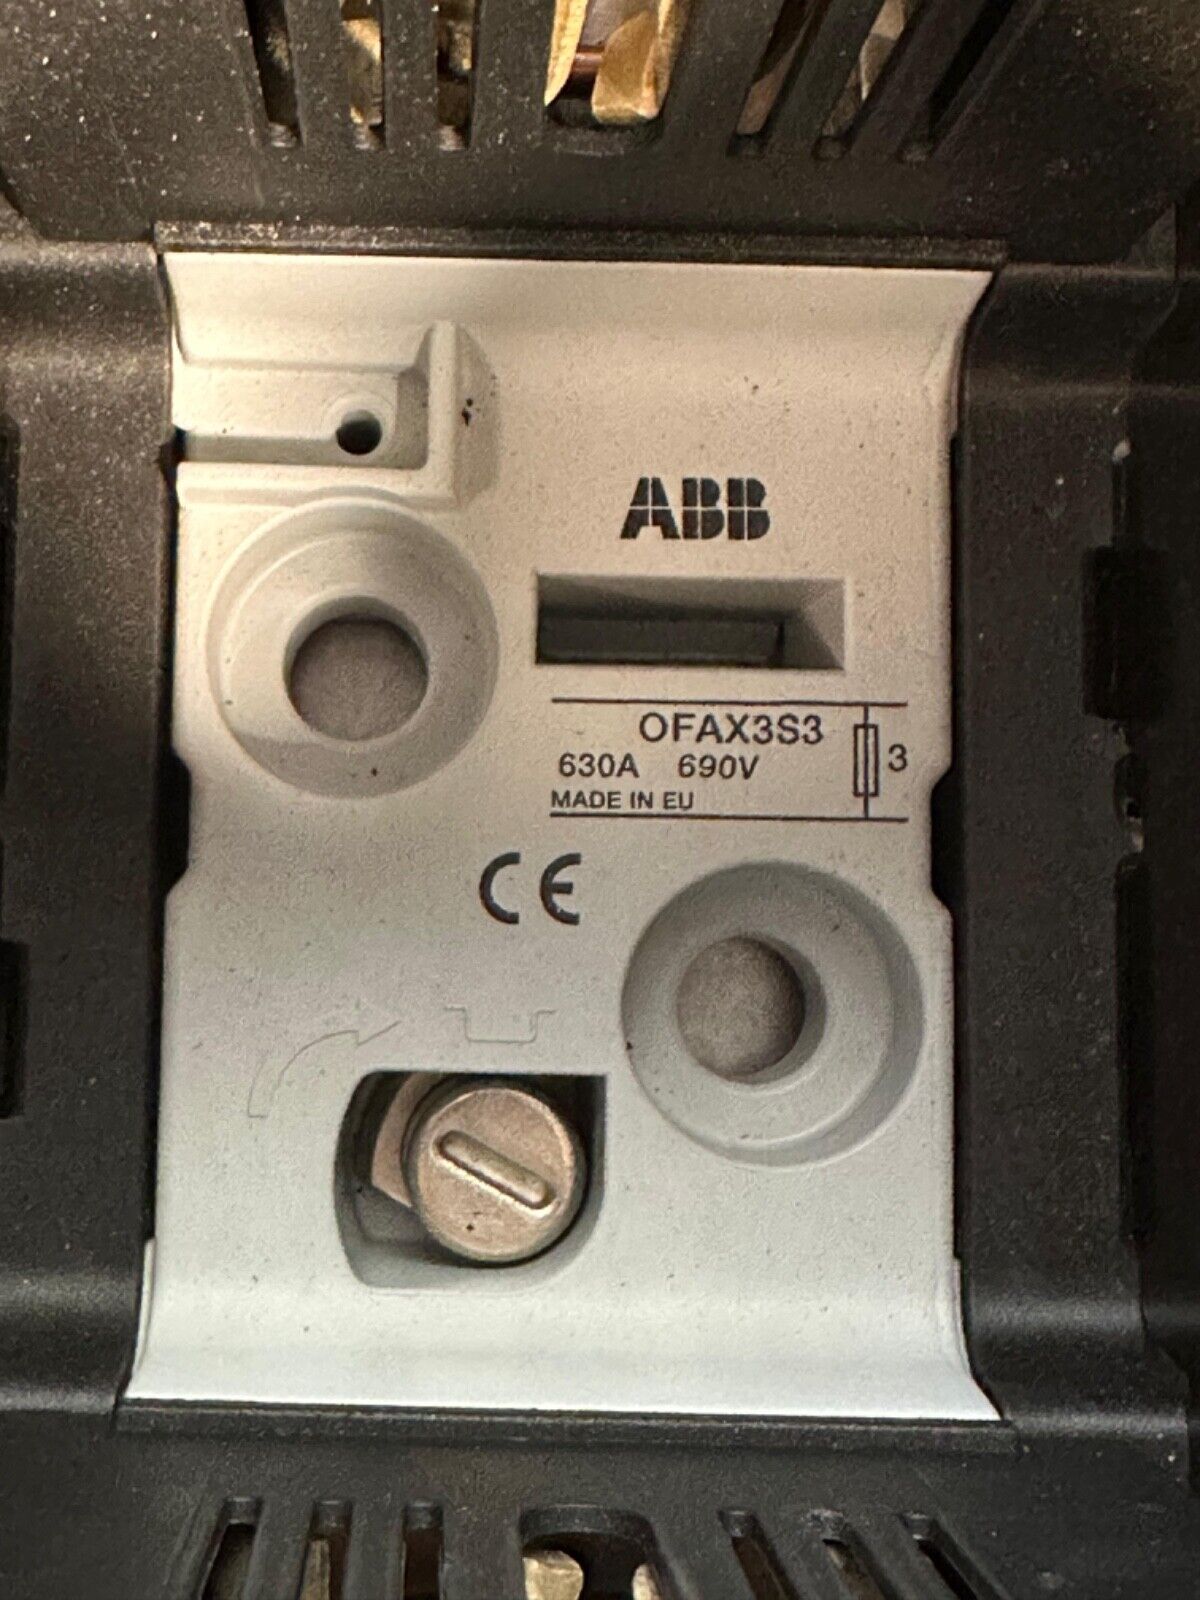 ABB
OFAX3S3
630A 690V
3
MADE IN EU
CE